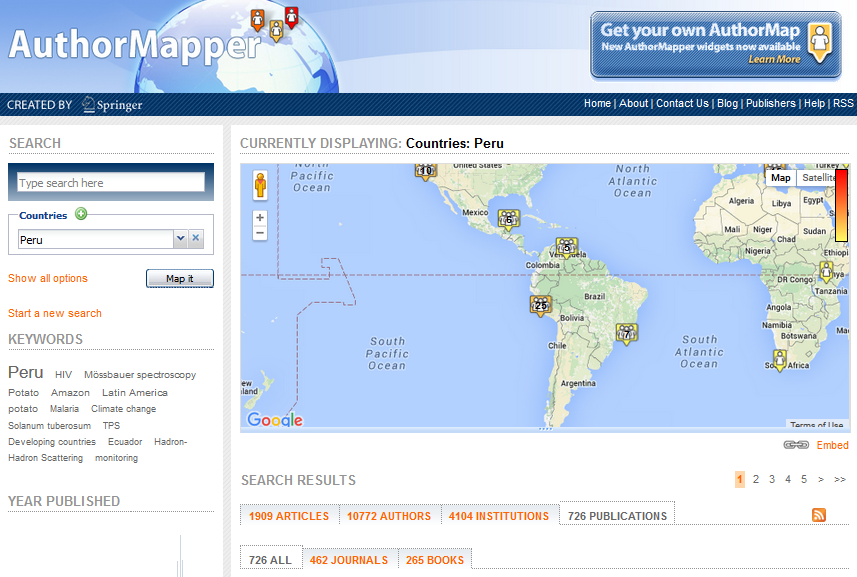 AuthorMapper
Get your own AuthorMap
New AuthorMapper widgets now available
Learn More
CREATED BY Springer
Home | About | Contact Us | Blog | Publishers | Help | RSS
SEARCH
Type search here
Countries
Peru
Show all options
Map it
Start a new search
KEYWORDS
Peru HIV Mössbauer spectroscopy
Potato Amazon Latin America
potato Malaria Climate change
Solanum tuberosum TPS
Developing countries Ecuador Hadron-
Hadron Scattering monitoring
YEAR PUBLISHED
CURRENTLY DISPLAYING: Countries: Peru
North
Pacific
Ocean
10
United States
North
Atlantic
Ocean
Map Satellite
Turkey
Algeria
Libya
Egypt
Mexico
6
Mali
Niger
Chad
Sudan
Nigeria
Ethiopi
5
Venezuela
Colombia
DR Congo
Tanzania
25
Brazil
Bolivia
Angola
Namibia
Botswana
7
Chile
South
Pacific
Ocean
South
Atlantic
Ocean
South Africa
Argentina
New
Zealand
Google
Terms of Use
Embed
SEARCH RESULTS
1 2 3 4 5 > >>
1909 ARTICLES 10772 AUTHORS 4104 INSTITUTIONS 726 PUBLICATIONS
726 ALL 462 JOURNALS 265 BOOKS